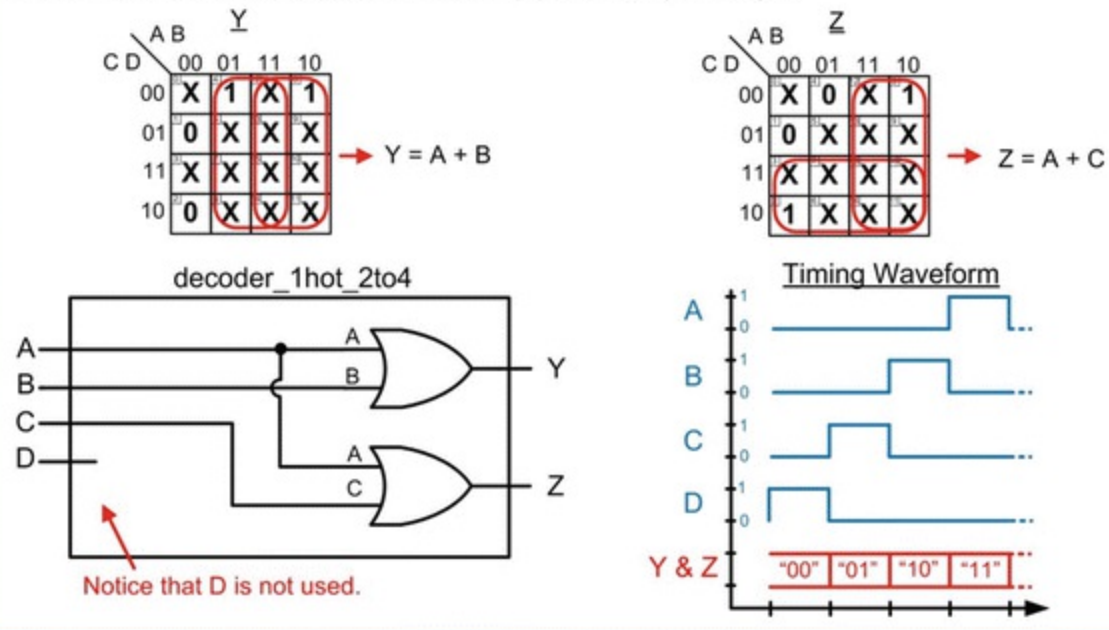 Y
A B
C D 00 01 11 10
00 X 1 X 1
01 0 X X X
11 X X X X
10 0 X X X
Y = A + B
Z
A B
C D 00 01 11 10
00 X 0 X 1
01 0 X X X
11 X X X X
10 1 X X X
Z = A + C
decoder_1hot_2to4
A
B
C
D
A
B
Y
A
C
Z
Notice that D is not used.
Timing Waveform
A 1
0
B 1
0
C 1
0
D 1
0
Y & Z "00" "01" "10" "11"